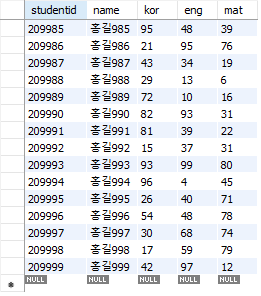 studentid name kor eng mat
209985 홍길985 95 48 39
209986 홍길986 21 95 76
209987 홍길987 43 34 19
209988 홍길988 29 13 6
209989 홍길989 72 10 16
209990 홍길990 82 93 31
209991 홍길991 81 39 22
209992 홍길992 15 37 31
209993 홍길993 93 99 80
209994 홍길994 96 4 45
209995 홍길995 26 40 71
209996 홍길996 54 48 78
209997 홍길997 30 68 74
209998 홍길998 17 59 79
209999 홍길999 42 97 12
NULL NULL NULL NULL NULL